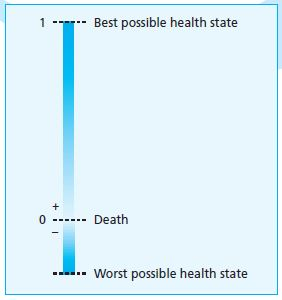 1 Best possible health state
+
0 Death
–
Worst possible health state